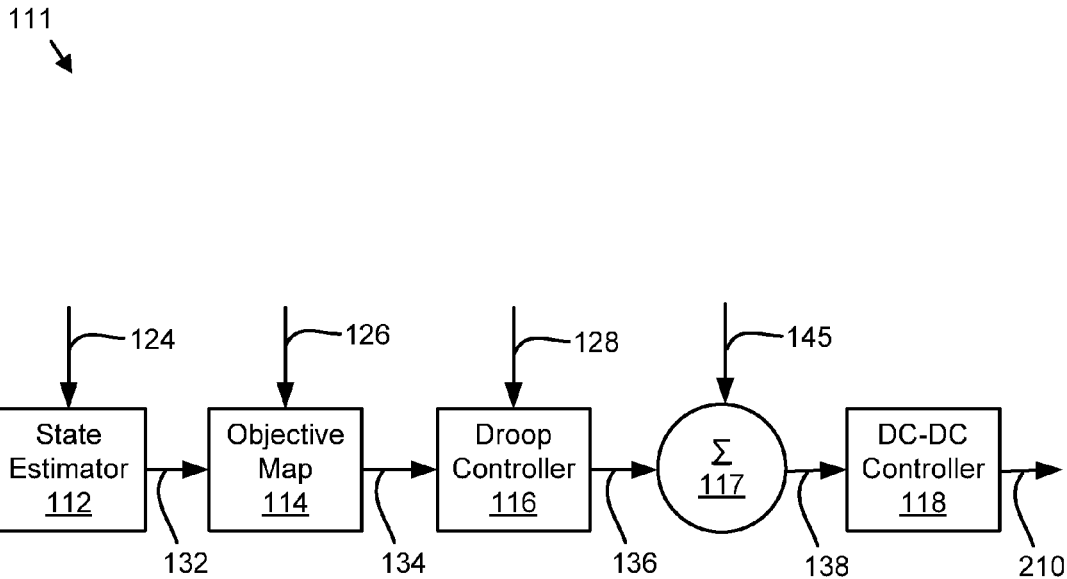 111
124
126
128
145
State
Estimator
112
Objective
Map
114
Droop
Controller
116
Σ
117
DC-DC
Controller
118
132
134
136
138
210